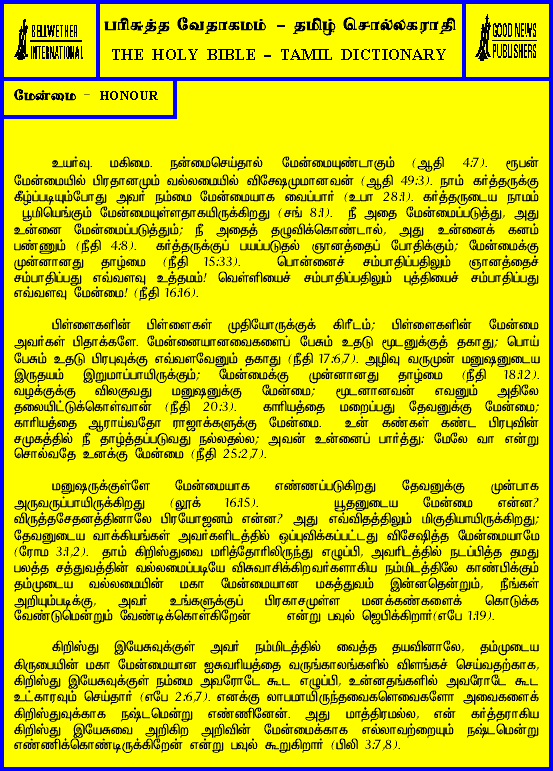 BELLWETHER
INTERNATIONAL
பரிசுத்த வேதாகமம் - தமிழ் சொல்லகராதி
THE HOLY BIBLE - TAMIL DICTIONARY
GOOD NEWS
PUBLISHERS
மேன்மை - HONOUR
உயர்வு. மகிமை. நன்மைசெய்தால் மேன்மையுண்டாகும் (ஆதி 4:7). ரூபன்
மேன்மையில் பிரதானமும் வல்லமையில் விசேஷமுமானவன் (ஆதி 49:3). நாம் கர்த்தருக்கு
கீழ்ப்படியும்போது அவர் நம்மை மேன்மையாக வைப்பார் (உபா 28:1). கர்த்தருடைய நாமம்
பூமியெங்கும் மேன்மையுள்ளதாகயிருக்கிறது (சங் 8:1). நீ அதை மேன்மைப்படுத்து, அது
உன்னை மேன்மைப்படுத்தும்; நீ அதைத் தழுவிக்கொண்டால், அது உன்னைக் கனம்
பண்ணும் (நீதி 4:8). கர்த்தருக்குப் பயப்படுதல் ஞானத்தைப் போதிக்கும்; மேன்மைக்கு
முன்னானது தாழ்மை (நீதி 15:33). பொன்னைச் சம்பாதிப்பதிலும் ஞானத்தைச்
சம்பாதிப்பது எவ்வளவு உத்தமம்! வெள்ளியைச் சம்பாதிப்பதிலும் புத்தியைச் சம்பாதிப்பது
எவ்வளவு மேன்மை! (நீதி 16:16).
பிள்ளைகளின் பிள்ளைகள் முதியோருக்குக் கிரீடம்; பிள்ளைகளின் மேன்மை
அவர்கள் பிதாக்களே. மேன்மையானவைகளைப் பேசும் உதடு மூடனுக்குத் தகாது; பொய்
பேசும் உதடு பிரபுவுக்கு எவ்வளவேனும் தகாது (நீதி 17:6,7). அழிவு வருமுன் மனுஷனுடைய
இருதயம் இறுமாப்பாயிருக்கும்; மேன்மைக்கு முன்னானது தாழ்மை (நீதி 18:12).
வழக்குக்கு விலகுவது மனுஷனுக்கு மேன்மை; மூடனானவன் எவனும் அதிலே
தலையிட்டுக்கொள்வான் (நீதி 20:3). காரியத்தை மறைப்பது தேவனுக்கு மேன்மை;
காரியத்தை ஆராய்வதோ ராஜாக்களுக்கு மேன்மை. உன் கண்கள் கண்ட பிரபுவின்
சமுகத்தில் நீ தாழ்த்தப்படுவது நல்லதல்ல; அவன் உன்னைப் பார்த்து: மேலே வா என்று
சொல்வதே உனக்கு மேன்மை (நீதி 25:2,7).
மனுஷருக்குள்ளே மேன்மையாக எண்ணப்படுகிறது தேவனுக்கு முன்பாக
அருவருப்பாயிருக்கிறது (லூக் 16:15). யூதனுடைய மேன்மை என்ன?
விருத்தசேதனத்தினாலே பிரயோஜனம் என்ன? அது எவ்விதத்திலும் மிகுதியாயிருக்கிறது;
தேவனுடைய வாக்கியங்கள் அவர்களிடத்தில் ஒப்புவிக்கப்பட்டது விசேஷித்த மேன்மையாமே
(ரோம 3:1,2). தாம் கிறிஸ்துவை மரித்தோரிலிருந்து எழுப்பி, அவரிடத்தில் நடப்பித்த தமது
பலத்த சத்துவத்தின் வல்லமைப்படியே விசுவாசிக்கிறவர்களாகிய நம்மிடத்திலே காண்பிக்கும்
தம்முடைய வல்லமையின் மகா மேன்மையான மகத்துவம் இன்னதென்றும், நீங்கள்
அறியும்படிக்கு, அவர் உங்களுக்குப் பிரகாசமுள்ள மனக்கண்களைக் கொடுக்க
வேண்டுமென்றும் வேண்டிக்கொள்கிறேன் என்று பவுல் ஜெபிக்கிறார்(எபே 1:19).
கிறிஸ்து இயேசுவுக்குள் அவர் நம்மிடத்தில் வைத்த தயவினாலே, தம்முடைய
கிருபையின் மகா மேன்மையான ஐசுவரியத்தை வருங்காலங்களில் விளங்கச் செய்வதற்காக,
கிறிஸ்து இயேசுவுக்குள் நம்மை அவரோடே கூட எழுப்பி, உன்னதங்களில் அவரோடே கூட
உட்காரவும் செய்தார் (எபே 2:6,7). எனக்கு லாபமாயிருந்தவைகளெவைகளோ அவைகளைக்
கிறிஸ்துவுக்காக நஷ்டமென்று எண்ணினேன். அது மாத்திரமல்ல, என் கர்த்தராகிய
கிறிஸ்து இயேசுவை அறிகிற அறிவின் மேன்மைக்காக எல்லாவற்றையும் நஷ்டமென்று
எண்ணிக்கொண்டிருக்கிறேன் என்று பவுல் கூறுகிறார் (பிலி 3:7,8).